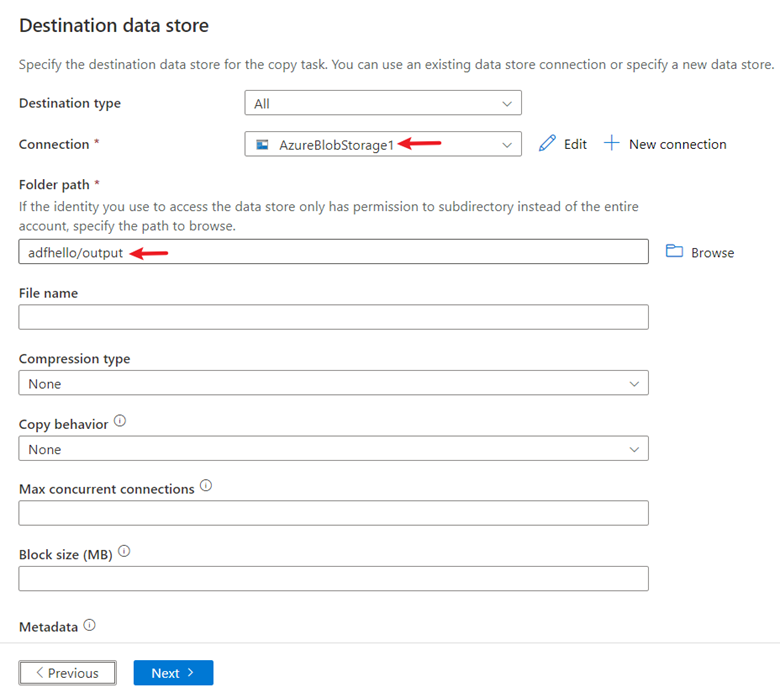 Destination data store
Specify the destination data store for the copy task. You can use an existing data store connection or specify a new data store.
Destination type
All
Connection *
AzureBlobStorage1
Edit
New connection
Folder path *
If the identity you use to access the data store only has permission to subdirectory instead of the entire
account, specify the path to browse.
adfhello/output
Browse
File name
Compression type
None
Copy behavior
None
Max concurrent connections
Block size (MB)
Metadata
Previous
Next